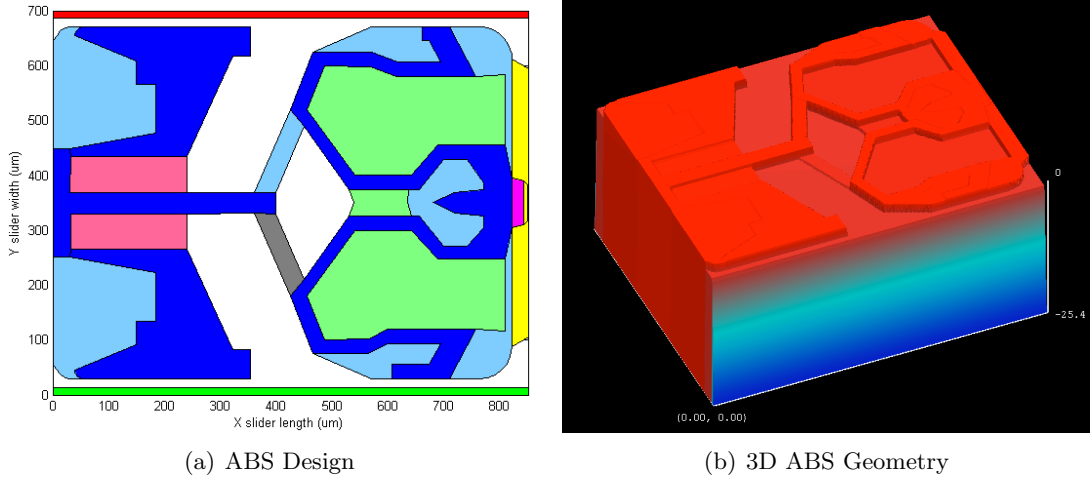 700
600
500
400
300
200
100
0
Y slider width (um)
0 100 200 300 400 500 600 700 800
X slider length (um)
0
-25.4
(0.00, 0.00)
(a) ABS Design
(b) 3D ABS Geometry